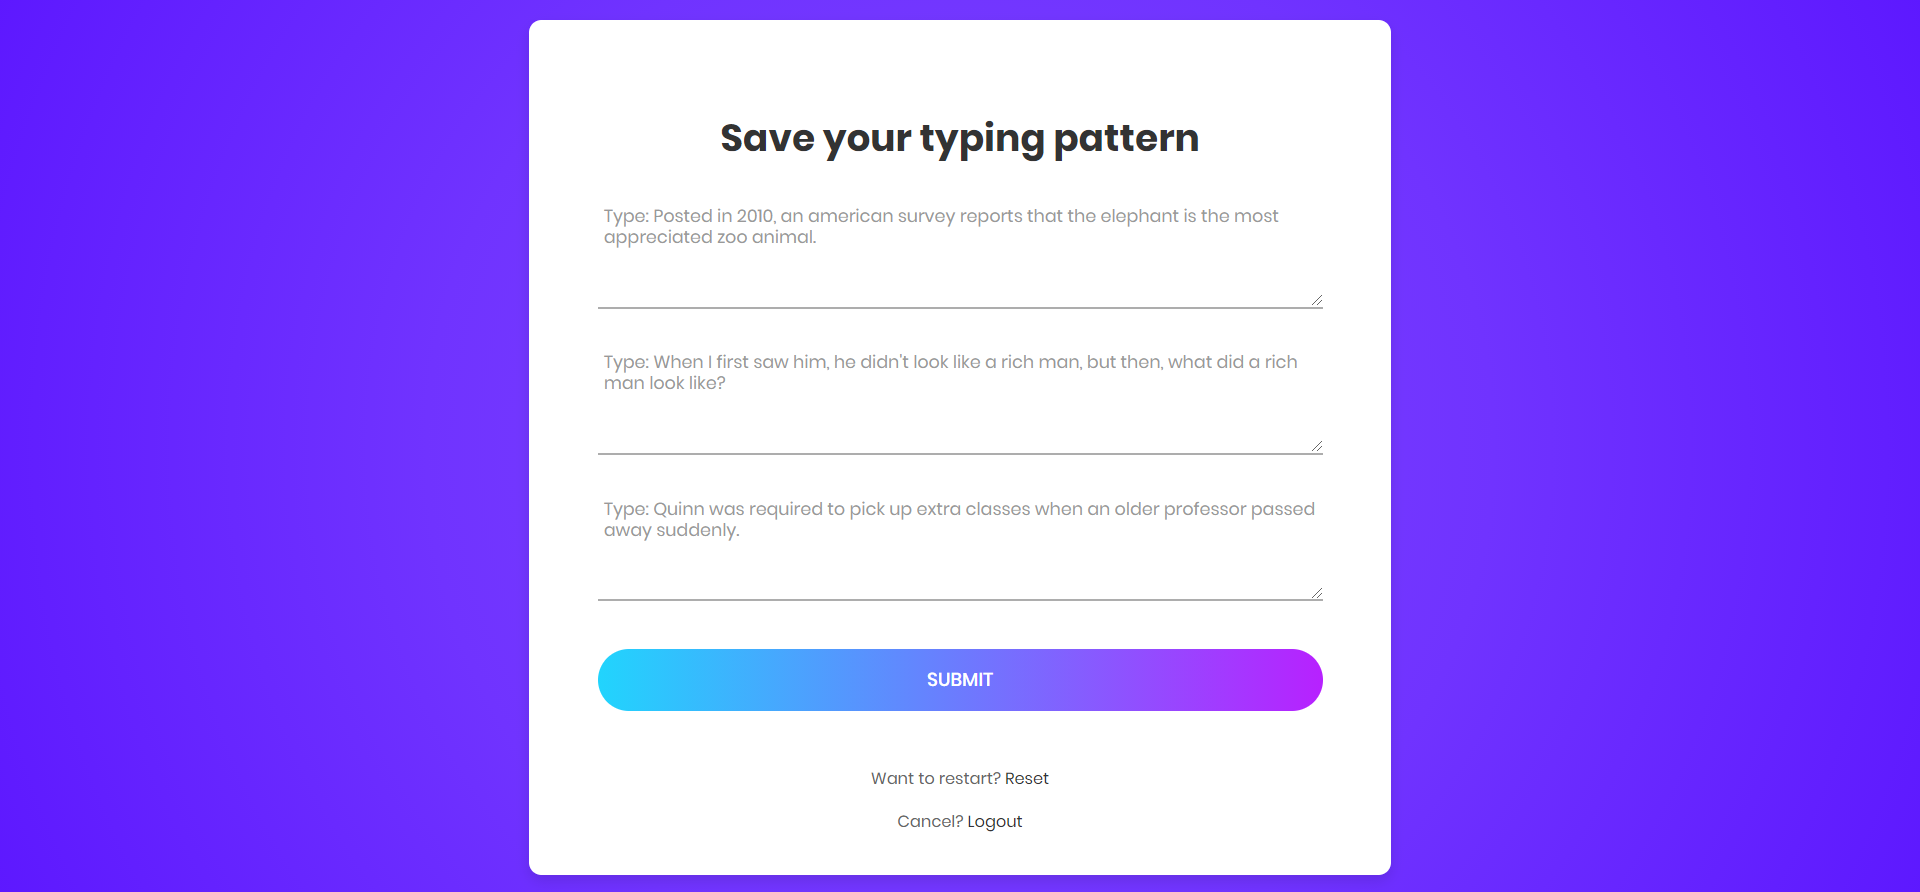 Save your typing pattern
Type: Posted in 2010, an american survey reports that the elephant is the most
appreciated zoo animal.
Type: When I first saw him, he didn't look like a rich man, but then, what did a rich
man look like?
Type: Quinn was required to pick up extra classes when an older professor passed
away suddenly.
SUBMIT
Want to restart? Reset
Cancel? Logout